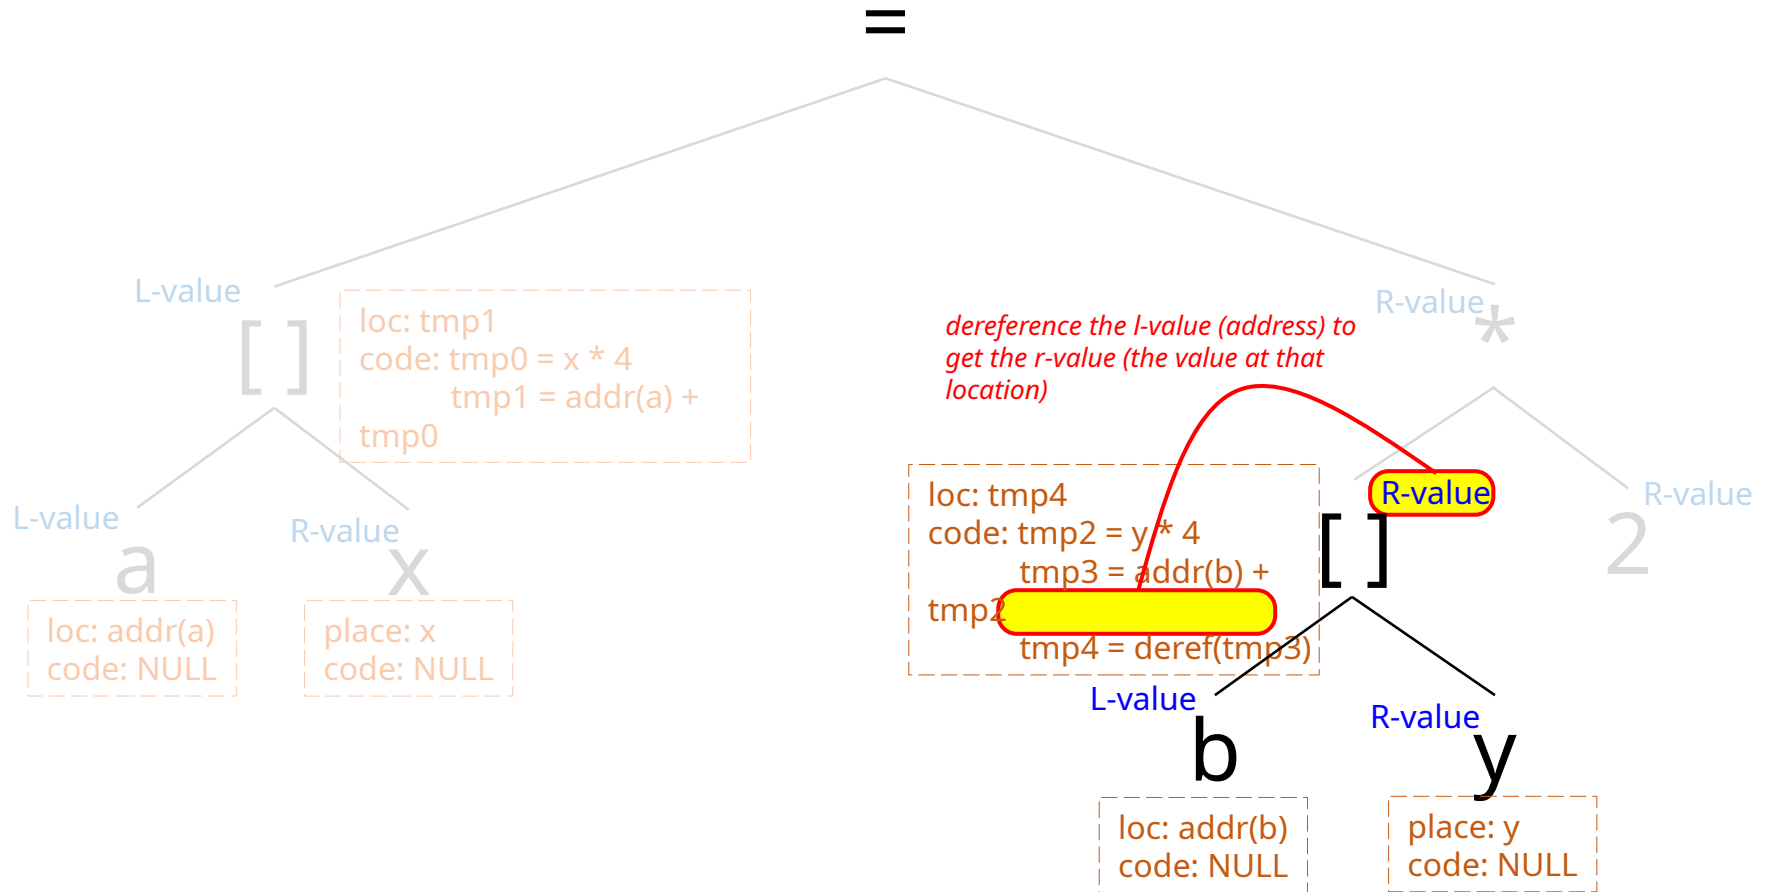 =
L-value
[ ]
loc: tmp1
code: tmp0 = x * 4
tmp1 = addr(a) +
tmp0
L-value
a
loc: addr(a)
code: NULL
R-value
x
place: x
code: NULL
dereference the l-value (address) to
get the r-value (the value at that
location)
R-value
*
loc: tmp4
code: tmp2 = y * 4
tmp3 = addr(b) +
tmp2
tmp4 = deref(tmp3)
R-value
[ ]
R-value
2
L-value
b
loc: addr(b)
code: NULL
R-value
y
place: y
code: NULL